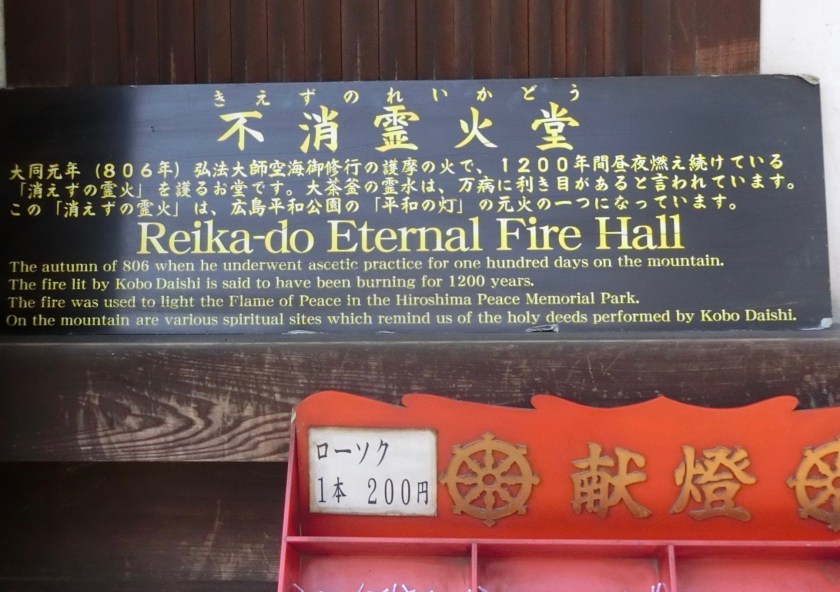 きえずのれいかどう
不消霊火堂
大同元年（８０６年）弘法大師空海御修行の護摩の火で、１２００年間昼夜燃え続けている
「消えずの霊火」を護るお堂です。大茶釜の霊水は、万病に利き目があると言われています。
この「消えずの霊火」は、広島平和公園の「平和の灯」の元火の一つになっています。
Reika-do Eternal Fire Hall
The autumn of 806 when he underwent ascetic practice for one hundred days on the mountain.
The fire lit by Kobo Daishi is said to have been burning for 1200 years.
The fire was used to light the Flame of Peace in the Hiroshima Peace Memorial Park.
On the mountain are various spiritual sites which remind us of the holy deeds performed by Kobo Daishi.
ローソク
1本 200円
献燈